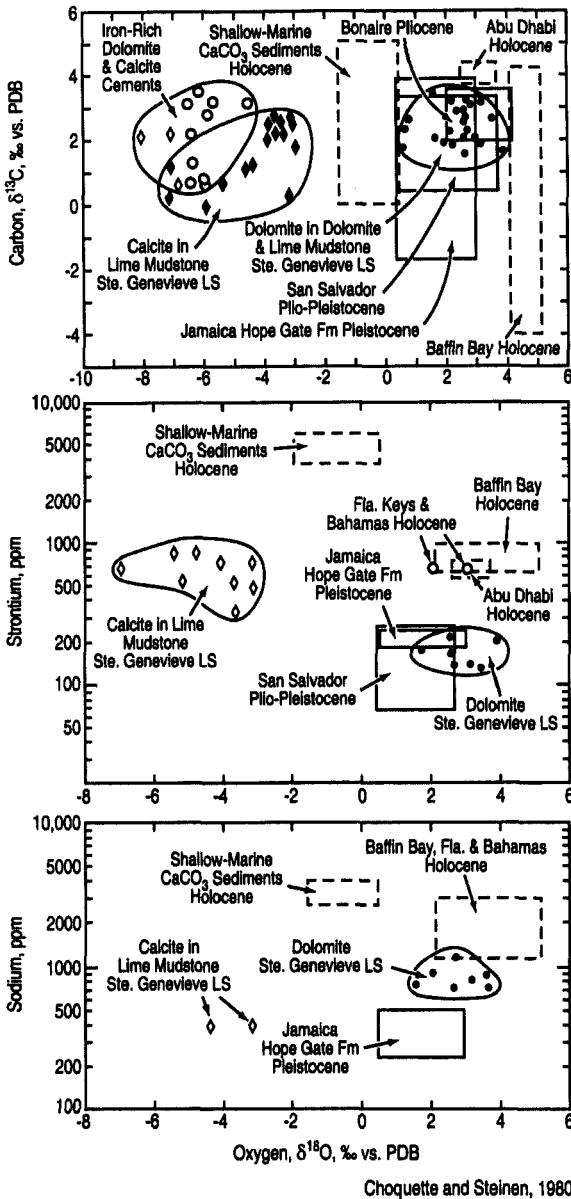 Iron-Rich
Dolomite
& Calcite
Cements
Shallow-Marine
CaCO3 Sediments
Holocene
Bonaire Pliocene
Abu Dhabi
Holocene
6
4
2
0
-2
-4
Carbon, δ13C, ‰ vs. PDB
Calcite in
Lime Mudstone
Ste. Genevieve LS
Dolomite in Dolomite
& Lime Mudstone
Ste. Genevieve LS
San Salvador
Plio-Pleistocene
Jamaica Hope Gate Fm Pleistocene
Baffin Bay Holocene
-10 -8 -6 -4 -2 0 2 4 6
10,000
5000
2000
1000
500
200
100
50
Strontium, ppm
Shallow-Marine
CaCO3 Sediments
Holocene
Fla. Keys &
Bahamas Holocene
Baffin Bay
Holocene
Jamaica
Hope Gate Fm
Pleistocene
Abu Dhabi
Holocene
Calcite in Lime
Mudstone
Ste. Genevieve LS
San Salvador
Plio-Pleistocene
Dolomite
Ste. Genevieve LS
-8 -6 -4 -2 0 2 4 6
10,000
5000
2000
1000
500
200
100
Sodium, ppm
Shallow-Marine
CaCO3 Sediments
Holocene
Baffin Bay, Fla. & Bahamas
Holocene
Calcite in
Lime Mudstone
Ste. Genevieve LS
Dolomite
Ste. Genevieve LS
Jamaica
Hope Gate Fm
Pleistocene
-8 -6 -4 -2 0 2 4 6
Oxygen, δ18O, ‰ vs. PDB
Choquette and Steinen, 1980